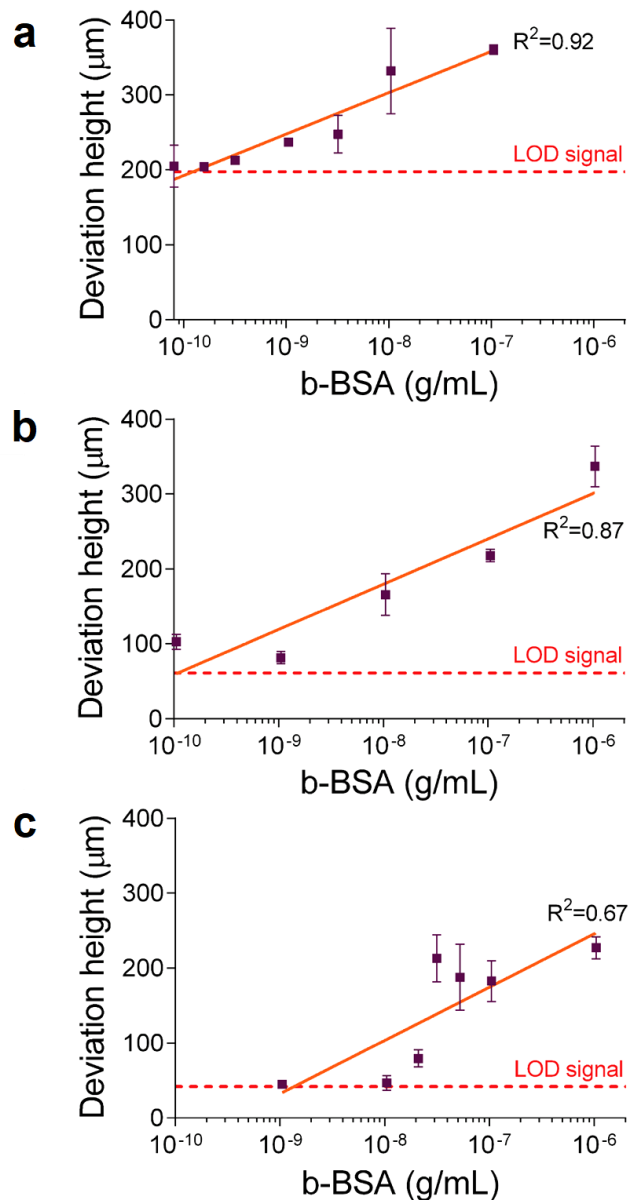 a
Deviation height (μm)
400
300
200
100
0
R²=0.92
LOD signal
10⁻¹⁰
10⁻⁹
10⁻⁸
10⁻⁷
10⁻⁶
b-BSA (g/mL)
b
Deviation height (μm)
400
300
200
100
0
R²=0.87
LOD signal
10⁻¹⁰
10⁻⁹
10⁻⁸
10⁻⁷
10⁻⁶
b-BSA (g/mL)
c
Deviation height (μm)
400
300
200
100
0
R²=0.67
LOD signal
10⁻¹⁰
10⁻⁹
10⁻⁸
10⁻⁷
10⁻⁶
b-BSA (g/mL)